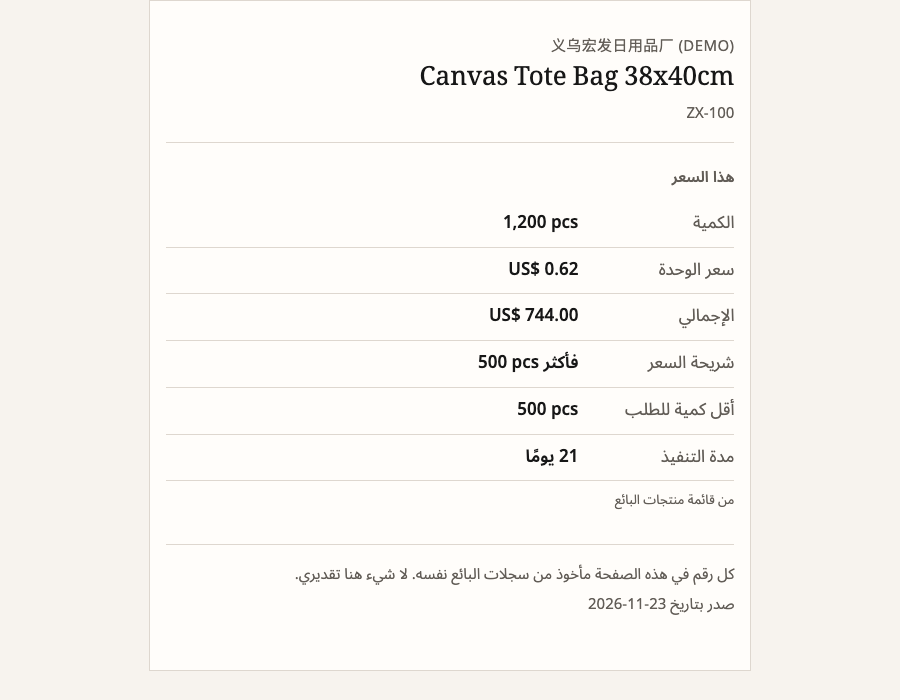 义乌宏发日用品厂 (DEMO)
Canvas Tote Bag 38x40cm
ZX-100
هذا السعر
الكمية 1,200 pcs
سعر الوحدة US$ 0.62
الإجمالي US$ 744.00
شريحة السعر 500 pcs فأكثر
أقل كمية للطلب 500 pcs
مدة التنفيذ 21 يومًا
من قائمة منتجات البائع
كل رقم في هذه الصفحة مأخوذ من سجلات البائع نفسه. لا شيء هنا تقديري.
صدر بتاريخ 2026-11-23